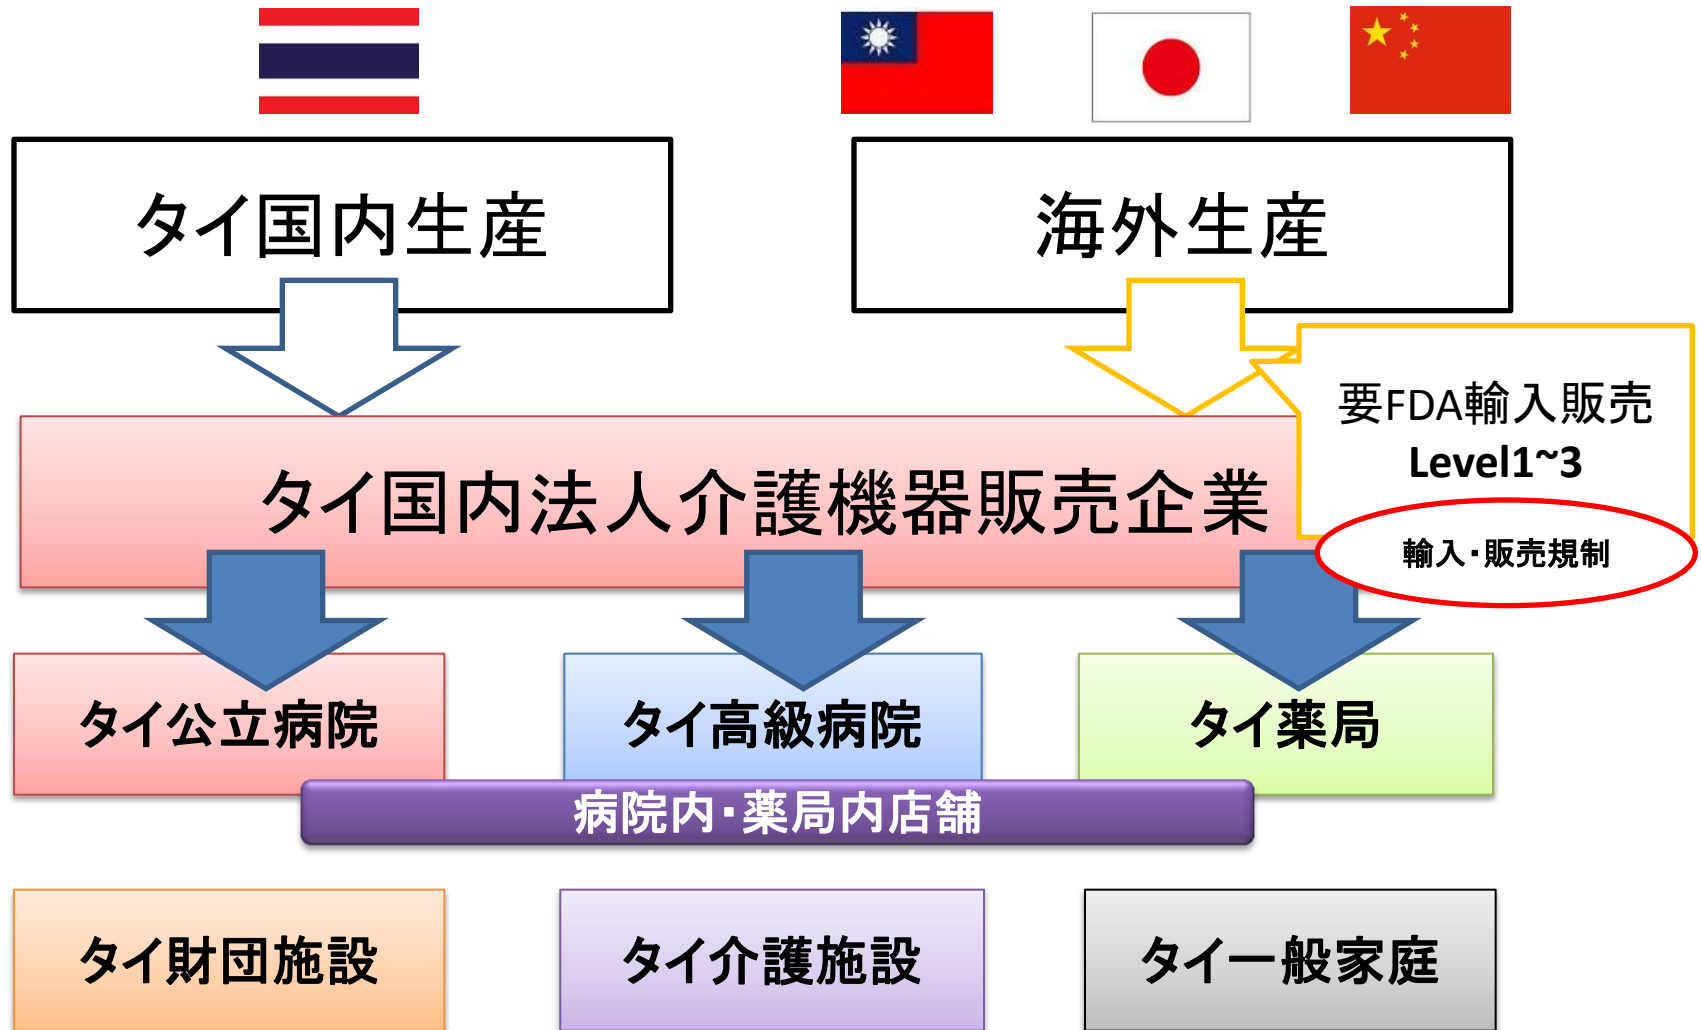 タイ国内生産
海外生産
要FDA輸入販売
Level1~3
タイ国内法人介護機器販売企業
輸入・販売規制
タイ公立病院
タイ高級病院
タイ薬局
病院内・薬局内店舗
タイ財団施設
タイ介護施設
タイ一般家庭